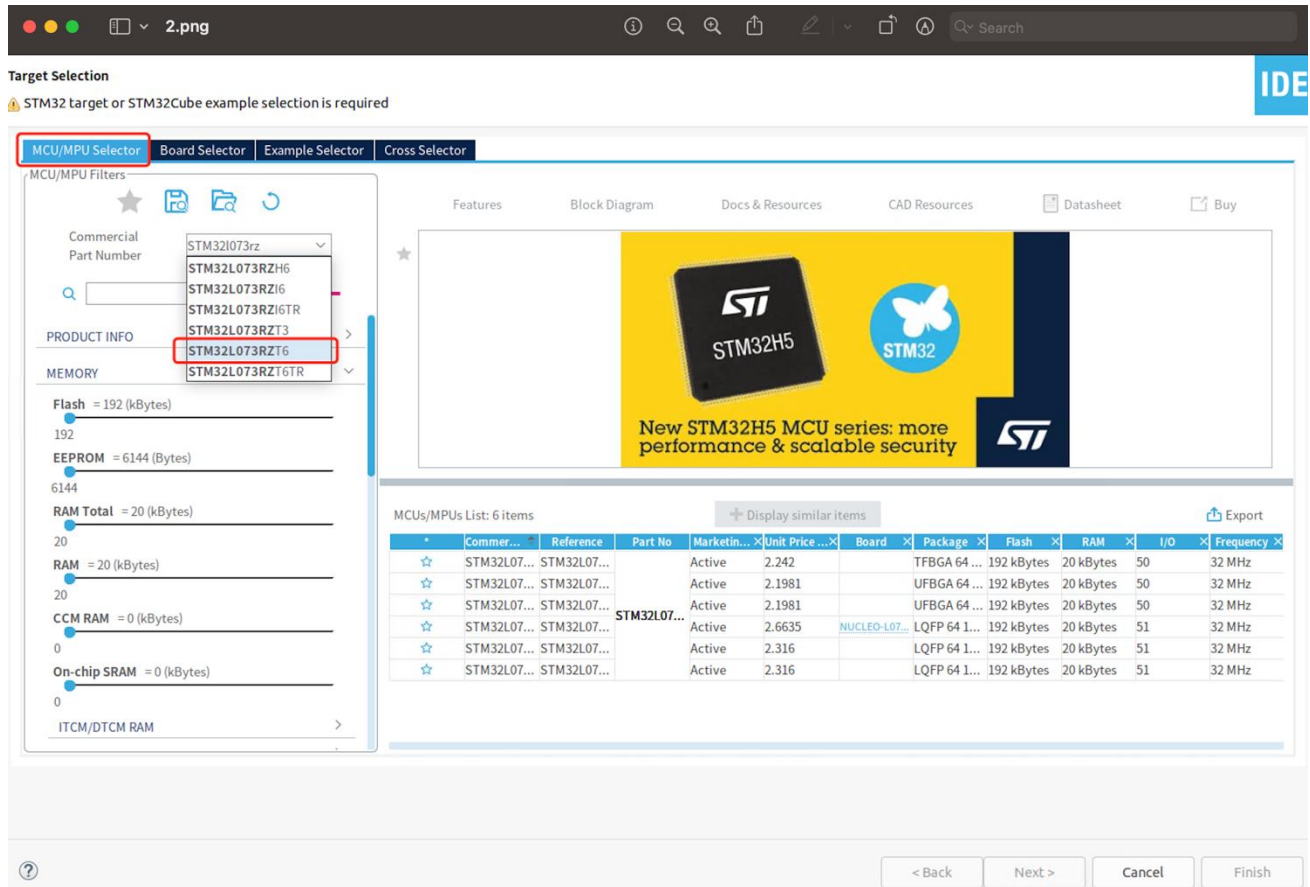 2.png
Search
Target Selection
STM32 target or STM32Cube example selection is required
IDE
MCU/MPU Selector Board Selector Example Selector Cross Selector
MCU/MPU Filters
Commercial
Part Number
STM32l073rz
STM32L073RZH6
STM32L073RZI6
STM32L073RZI6TR
STM32L073RZT3
STM32L073RZT6
STM32L073RZT6TR
PRODUCT INFO
MEMORY
Flash = 192 (kBytes)
192
EEPROM = 6144 (Bytes)
6144
RAM Total = 20 (kBytes)
20
RAM = 20 (kBytes)
20
CCM RAM = 0 (kBytes)
0
On-chip SRAM = 0 (kBytes)
0
ITCM/DTCM RAM
Features Block Diagram Docs & Resources CAD Resources Datasheet Buy
ST
STM32H5
STM32
New STM32H5 MCU series: more
performance & scalable security
ST
MCUs/MPUs List: 6 items
Display similar items
Export
* Commer... Reference Part No Marketin... Unit Price ... Board Package Flash RAM I/O Frequency
STM32L07... STM32L07... Active 2.242 TFBGA 64 ... 192 kBytes 20 kBytes 50 32 MHz
STM32L07... STM32L07... Active 2.1981 UFBGA 64 ... 192 kBytes 20 kBytes 50 32 MHz
STM32L07... STM32L07... Active 2.1981 UFBGA 64 ... 192 kBytes 20 kBytes 50 32 MHz
STM32L07...
STM32L07... STM32L07... Active 2.6635 NUCLEO-L07... LQFP 64 1... 192 kBytes 20 kBytes 51 32 MHz
STM32L07... STM32L07... Active 2.316 LQFP 64 1... 192 kBytes 20 kBytes 51 32 MHz
STM32L07... STM32L07... Active 2.316 LQFP 64 1... 192 kBytes 20 kBytes 51 32 MHz
< Back Next > Cancel Finish